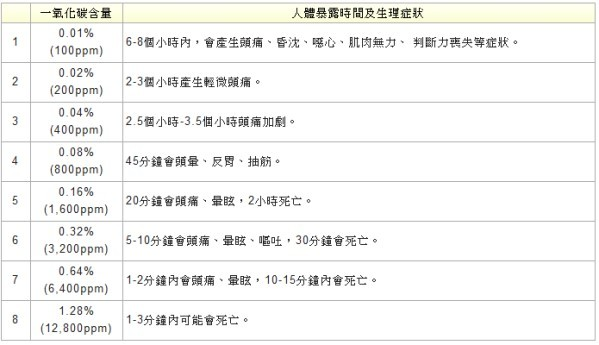 一氧化碳含量 人體暴露時間及生理症狀
1 0.01% (100ppm) 6-8個小時內，會產生頭痛、昏沈、噁心、肌肉無力、 判斷力喪失等症狀。
2 0.02% (200ppm) 2-3個小時產生輕微頭痛。
3 0.04% (400ppm) 2.5個小時-3.5個小時頭痛加劇。
4 0.08% (800ppm) 45分鐘會頭暈、反胃、抽筋。
5 0.16% (1,600ppm) 20分鐘會頭痛、暈眩，2小時死亡。
6 0.32% (3,200ppm) 5-10分鐘會頭痛、暈眩、嘔吐，30分鐘會死亡。
7 0.64% (6,400ppm) 1-2分鐘內會頭痛、暈眩，10-15分鐘內會死亡。
8 1.28% (12,800ppm) 1-3分鐘內可能會死亡。